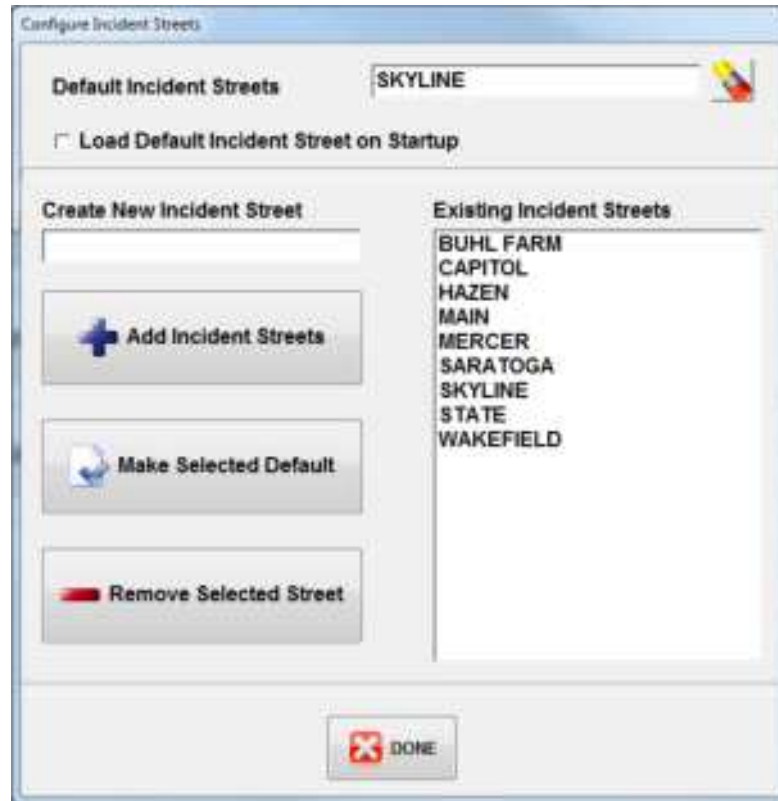 Configure Incident Streets
Default Incident Streets
SKYLINE
Load Default Incident Street on Startup
Create New Incident Street
Add Incident Streets
Make Selected Default
Remove Selected Street
Existing Incident Streets
BUHL FARM
CAPITOL
HAZEN
MAIN
MERCER
SARATOGA
SKYLINE
STATE
WAKEFIELD
DONE